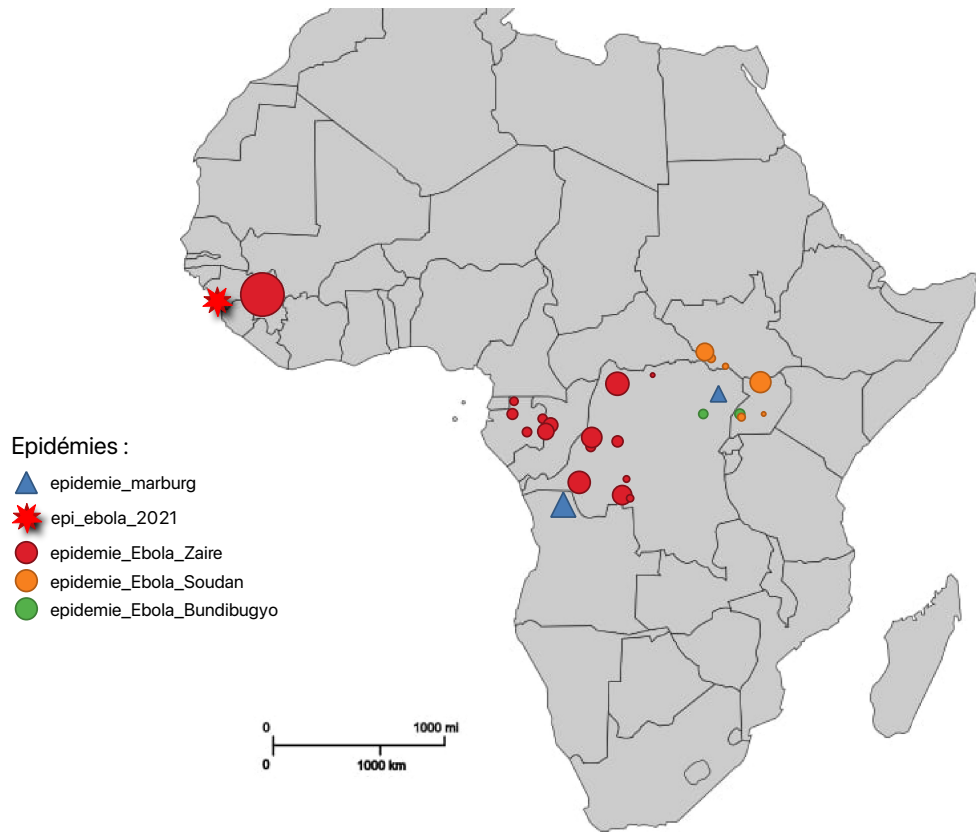 Epidémies :
epidemie_marburg
epi_ebola_2021
epidemie_Ebola_Zaire
epidemie_Ebola_Soudan
epidemie_Ebola_Bundibugyo
0 1000 mi
0 1000 km